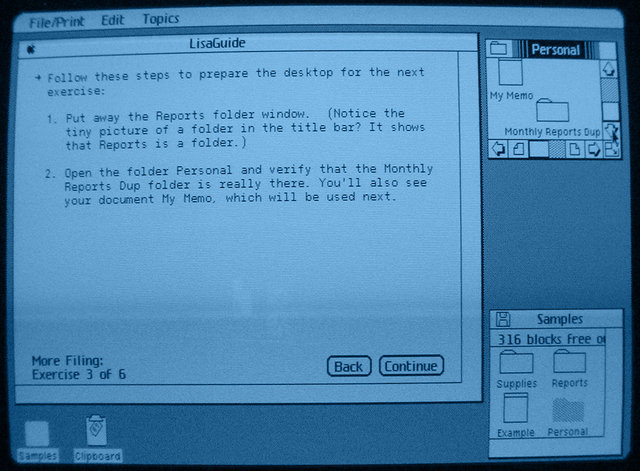 File/Print Edit Topics
LisaGuide
Follow these steps to prepare the desktop for the next
exercise:
1. Put away the Reports folder window. (Notice the
tiny picture of a folder in the title bar? It shows
that Reports is a folder.)
2. Open the folder Personal and verify that the Monthly
Reports Dup folder is really there. You'll also see
your document My Memo, which will be used next.
More Filing:
Exercise 3 of 6
Back Continue
Personal
My Memo
Monthly Reports Dup
Samples
316 blocks free o
Supplies Reports
Example Personal
Samples Clipboard